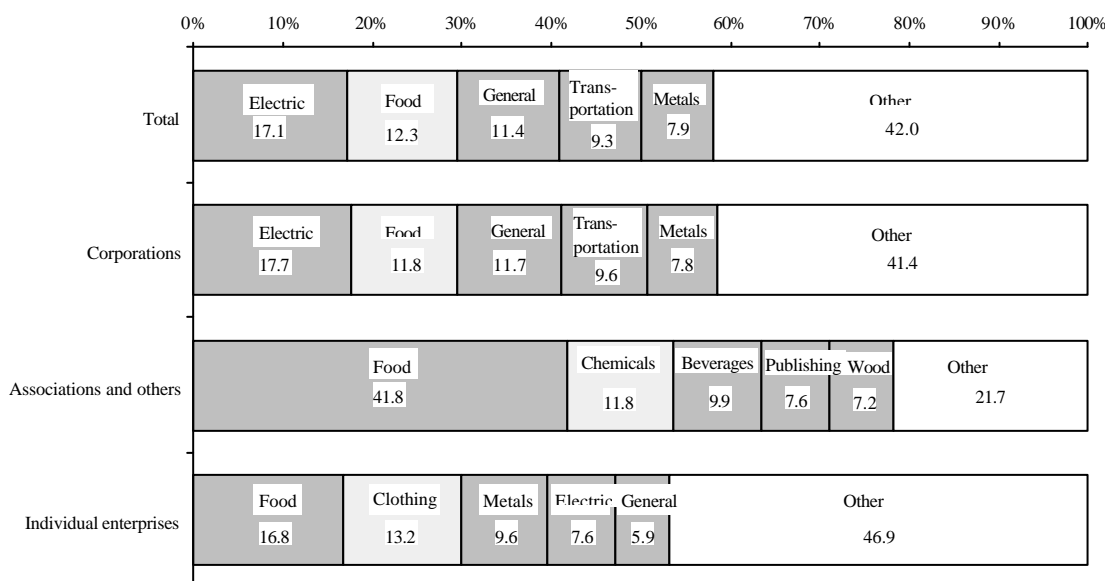 0% 10% 20% 30% 40% 50% 60% 70% 80% 90% 100%
Total
Electric
17.1
Food
12.3
General
11.4
Trans-
portation
9.3
Metals
7.9
Other
42.0
Corporations
Electric
17.7
Food
11.8
General
11.7
Trans-
portation
9.6
Metals
7.8
Other
41.4
Associations and others
Food
41.8
Chemicals
11.8
Beverages
9.9
Publishing
7.6
Wood
7.2
Other
21.7
Individual enterprises
Food
16.8
Clothing
13.2
Metals
9.6
Electric
7.6
General
5.9
Other
46.9